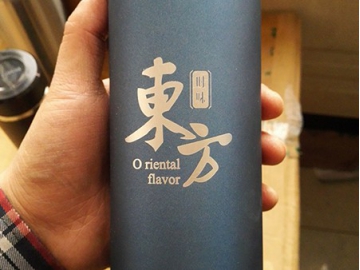 東方
O riental
flavor